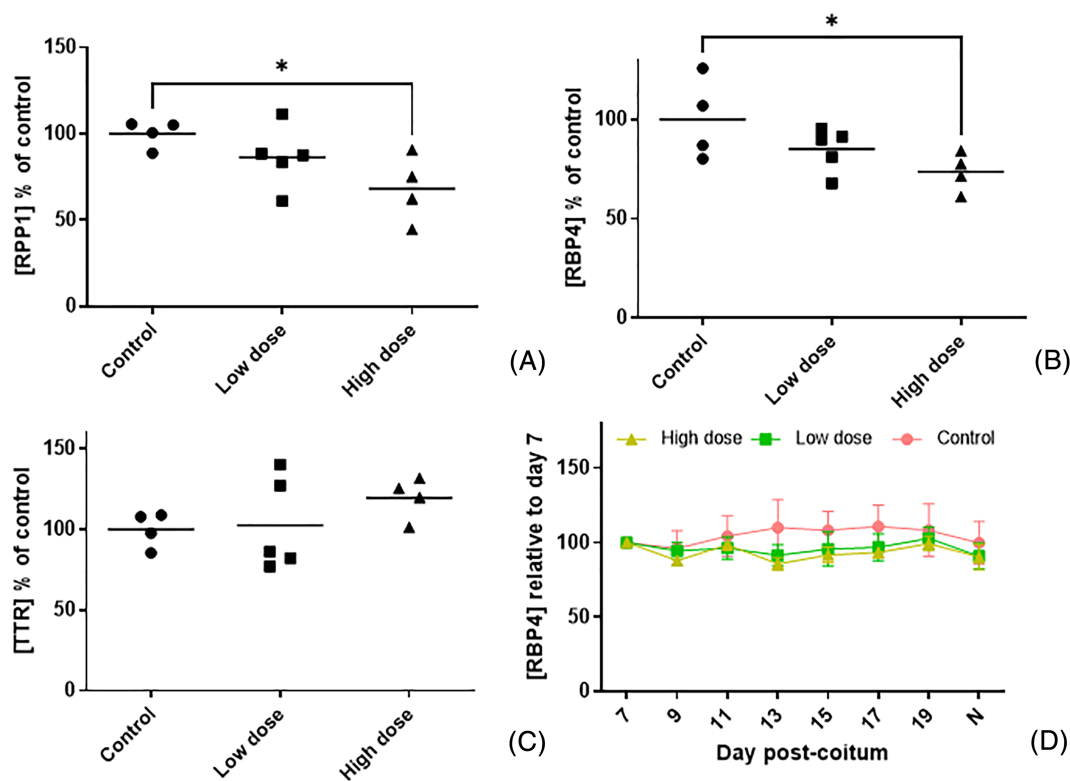 [RPP1] % of control
150
100
50
0
*
Control
Low dose
High dose
(A)
[RBP4] % of control
100
50
0
*
Control
Low dose
High dose
(B)
[TTR] % of control
150
100
50
0
Control
Low dose
High dose
(C)
[RBP4] relative to day 7
High dose Low dose Control
150
100
50
0
7 9 11 13 15 17 19 N
Day post-coitum
(D)